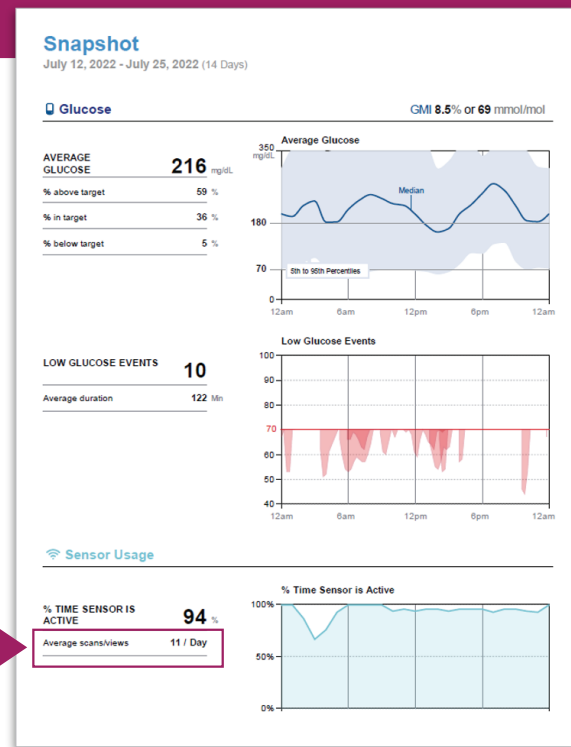 Snapshot
July 12, 2022 - July 25, 2022 (14 Days)
Glucose
GMI 8.5% or 69 mmol/mol
AVERAGE
GLUCOSE 216 mg/dL
% above target 59 %
% in target 36 %
% below target 5 %
Average Glucose
350
mg/dL
Median
180
70
5th to 95th Percentiles
0
12am 6am 12pm 6pm 12am
LOW GLUCOSE EVENTS 10
Average duration 122 Min
Low Glucose Events
100
90
80
70
60
50
40
12am 6am 12pm 6pm 12am
Sensor Usage
% TIME SENSOR IS
ACTIVE 94 %
Average scans/views 11 / Day
% Time Sensor is Active
100%
50%
0%